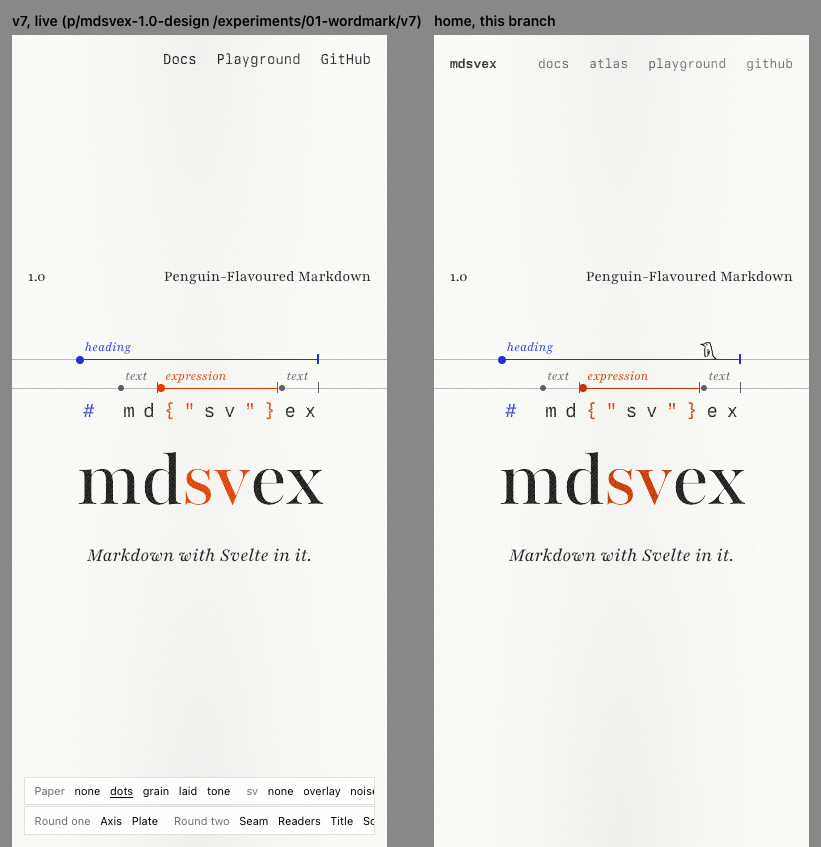 v7, live (p/mdsvex-1.0-design /experiments/01-wordmark/v7)
Docs Playground GitHub
1.0 Penguin-Flavoured Markdown
heading
text expression text
# md{"sv"}ex
mdsvex
Markdown with Svelte in it.
Paper none dots grain laid tone sv none overlay noise
Round one Axis Plate Round two Seam Readers Title
home, this branch
mdsvex docs atlas playground github
1.0 Penguin-Flavoured Markdown
heading
text expression text
# md{"sv"}ex
mdsvex
Markdown with Svelte in it.